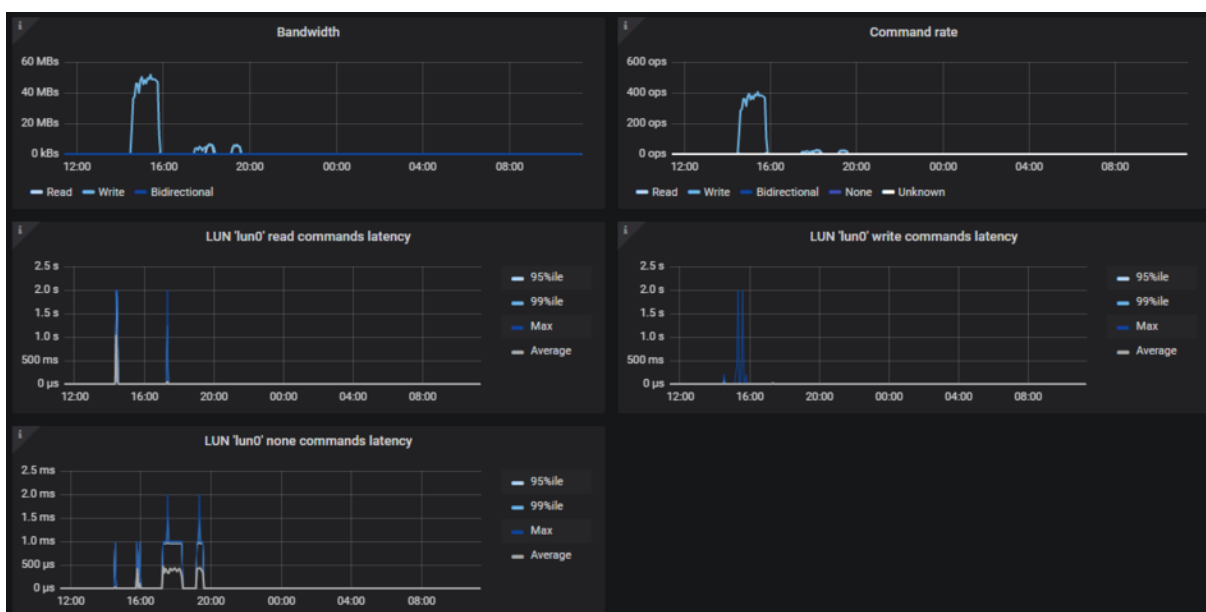 i
Bandwidth
60 MBs
40 MBs
20 MBs
0 kBs
12:00 16:00 20:00 00:00 04:00 08:00
Read Write Bidirectional
i
Command rate
600 ops
400 ops
200 ops
0 ops
12:00 16:00 20:00 00:00 04:00 08:00
Read Write Bidirectional None Unknown
i
LUN 'lun0' read commands latency
2.5 s
2.0 s
1.5 s
1.0 s
500 ms
0 µs
12:00 16:00 20:00 00:00 04:00 08:00
95%ile
99%ile
Max
Average
i
LUN 'lun0' write commands latency
2.5 s
2.0 s
1.5 s
1.0 s
500 ms
0 µs
12:00 16:00 20:00 00:00 04:00 08:00
95%ile
99%ile
Max
Average
i
LUN 'lun0' none commands latency
2.5 ms
2.0 ms
1.5 ms
1.0 ms
500 µs
0 µs
12:00 16:00 20:00 00:00 04:00 08:00
95%ile
99%ile
Max
Average